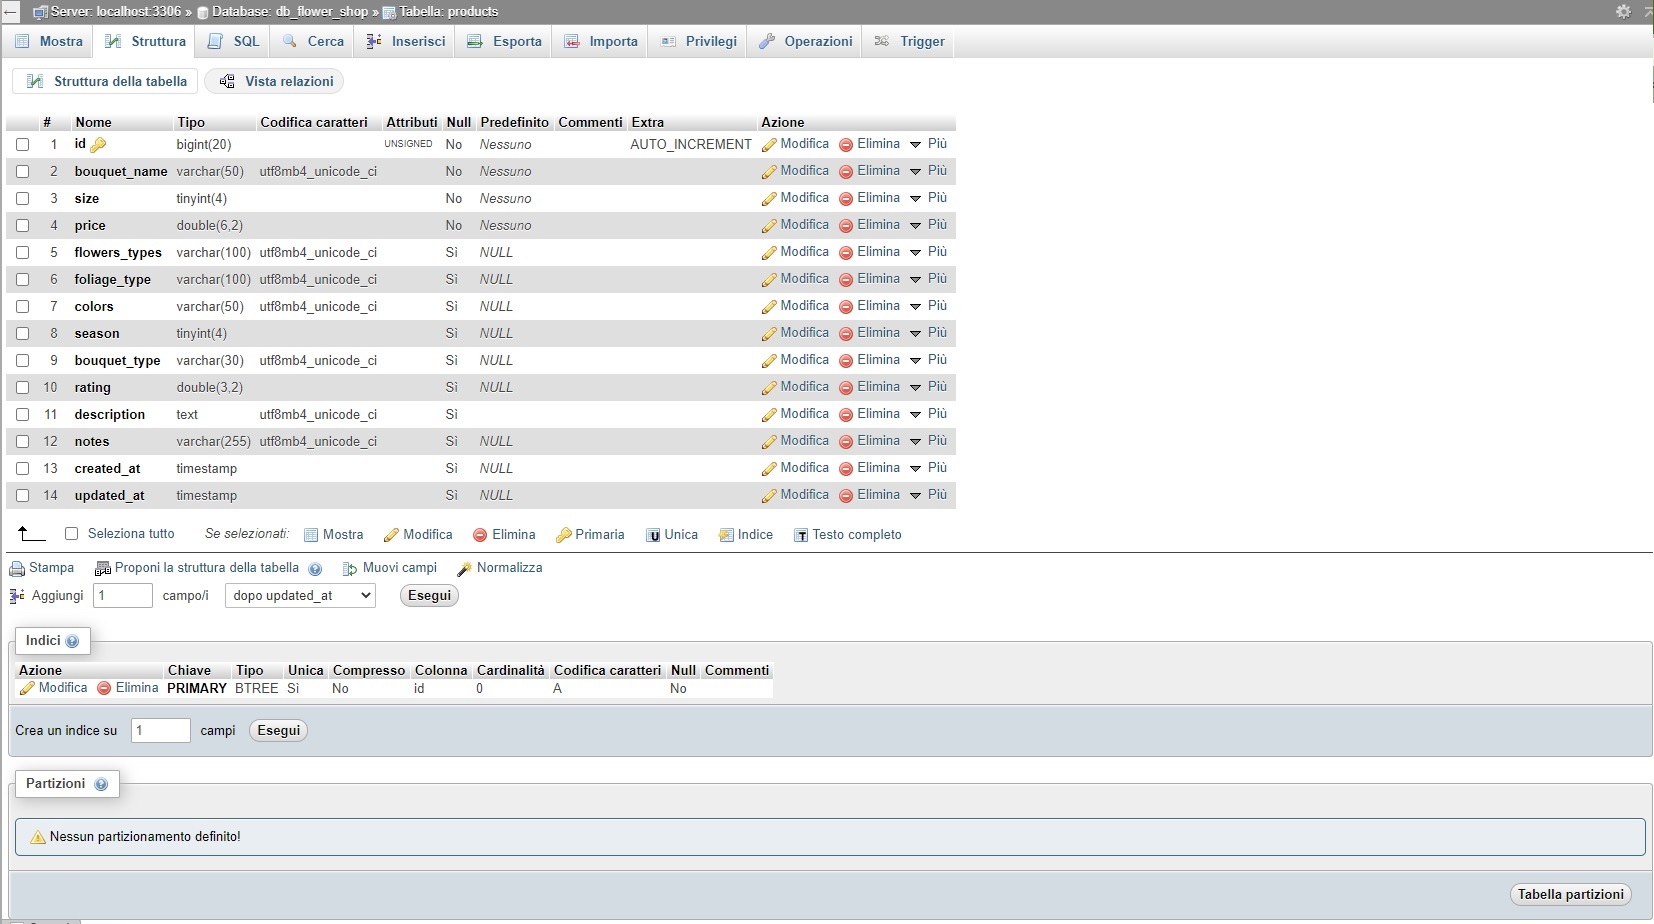 Server: localhost:3306 » Database: db_flower_shop » Tabella: products
Mostra Struttura SQL Cerca Inserisci Esporta Importa Privilegi Operazioni Trigger
Struttura della tabella Vista relazioni
# Nome Tipo Codifica caratteri Attributi Null Predefinito Commenti Extra Azione
1 id bigint(20) UNSIGNED No Nessuno AUTO_INCREMENT Modifica Elimina Più
2 bouquet_name varchar(50) utf8mb4_unicode_ci No Nessuno Modifica Elimina Più
3 size tinyint(4) No Nessuno Modifica Elimina Più
4 price double(6,2) No Nessuno Modifica Elimina Più
5 flowers_types varchar(100) utf8mb4_unicode_ci Sì NULL Modifica Elimina Più
6 foliage_type varchar(100) utf8mb4_unicode_ci Sì NULL Modifica Elimina Più
7 colors varchar(50) utf8mb4_unicode_ci Sì NULL Modifica Elimina Più
8 season tinyint(4) Sì NULL Modifica Elimina Più
9 bouquet_type varchar(30) utf8mb4_unicode_ci Sì NULL Modifica Elimina Più
10 rating double(3,2) Sì NULL Modifica Elimina Più
11 description text utf8mb4_unicode_ci Sì Modifica Elimina Più
12 notes varchar(255) utf8mb4_unicode_ci Sì NULL Modifica Elimina Più
13 created_at timestamp Sì NULL Modifica Elimina Più
14 updated_at timestamp Sì NULL Modifica Elimina Più
Seleziona tutto Se selezionati: Mostra Modifica Elimina Primaria Unica Indice Testo completo
Stampa Proponi la struttura della tabella Muovi campi Normalizza
Aggiungi 1 campo/i dopo updated_at Esegui
Indici
Azione Chiave Tipo Unica Compresso Colonna Cardinalità Codifica caratteri Null Commenti
Modifica Elimina PRIMARY BTREE Sì No id 0 A No
Crea un indice su 1 campi Esegui
Partizioni
Nessun partizionamento definito!
Tabella partizioni